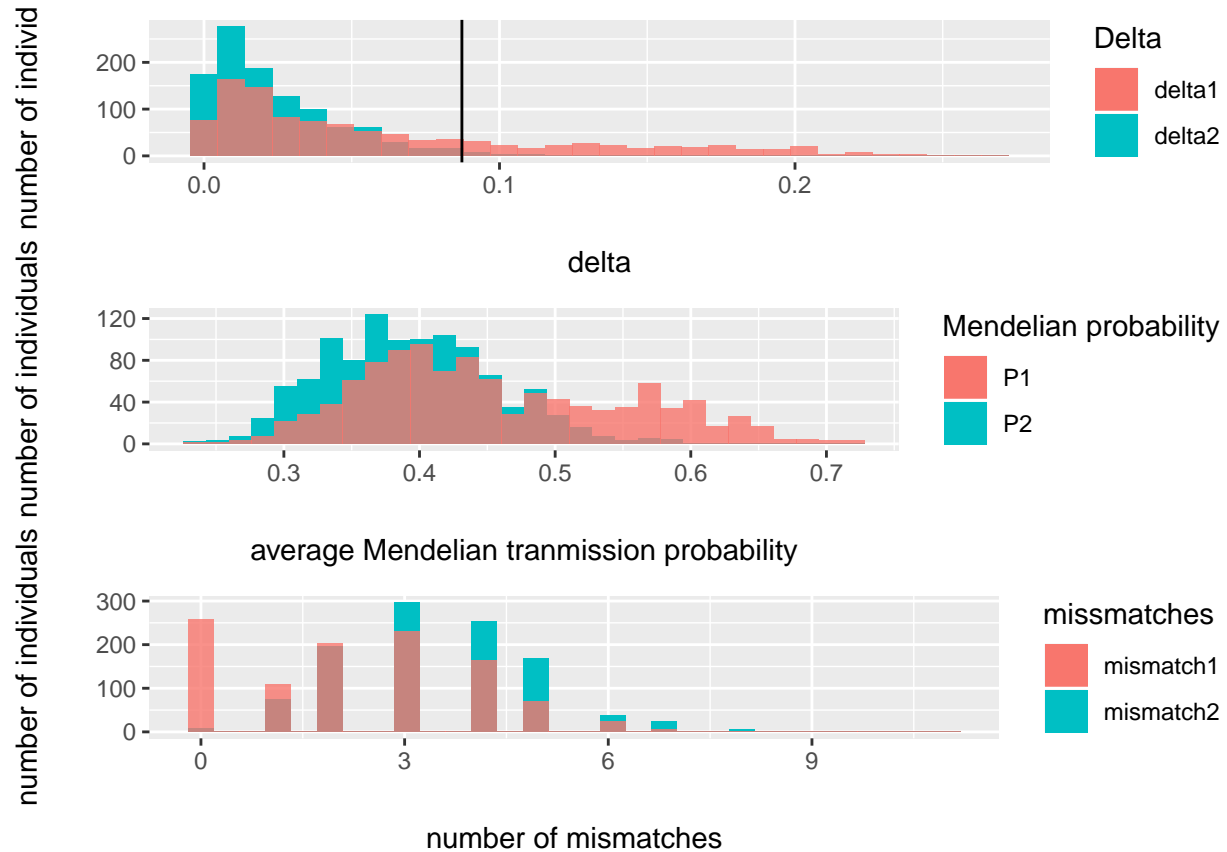 number of individ
200
100
0
0.0
0.1
0.2
delta
Delta
delta1
delta2
number of individuals
120
80
40
0
0.3
0.4
0.5
0.6
0.7
average Mendelian tranmission probability
Mendelian probability
P1
P2
number of individuals
300
200
100
0
0
3
6
9
number of mismatches
missmatches
mismatch1
mismatch2